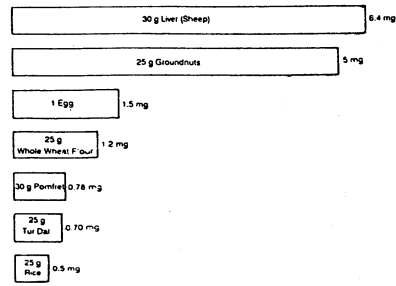 30 g Liver (Sheep) 6.4 mg
25 g Groundnuts 5 mg
1 Egg 1.5 mg
25 g
Whole Wheat Flour 1 2 mg
30 g Pomfret 0.78 mg
25 g
Tur Dal 0.70 mg
25 g
Rice 0.5 mg